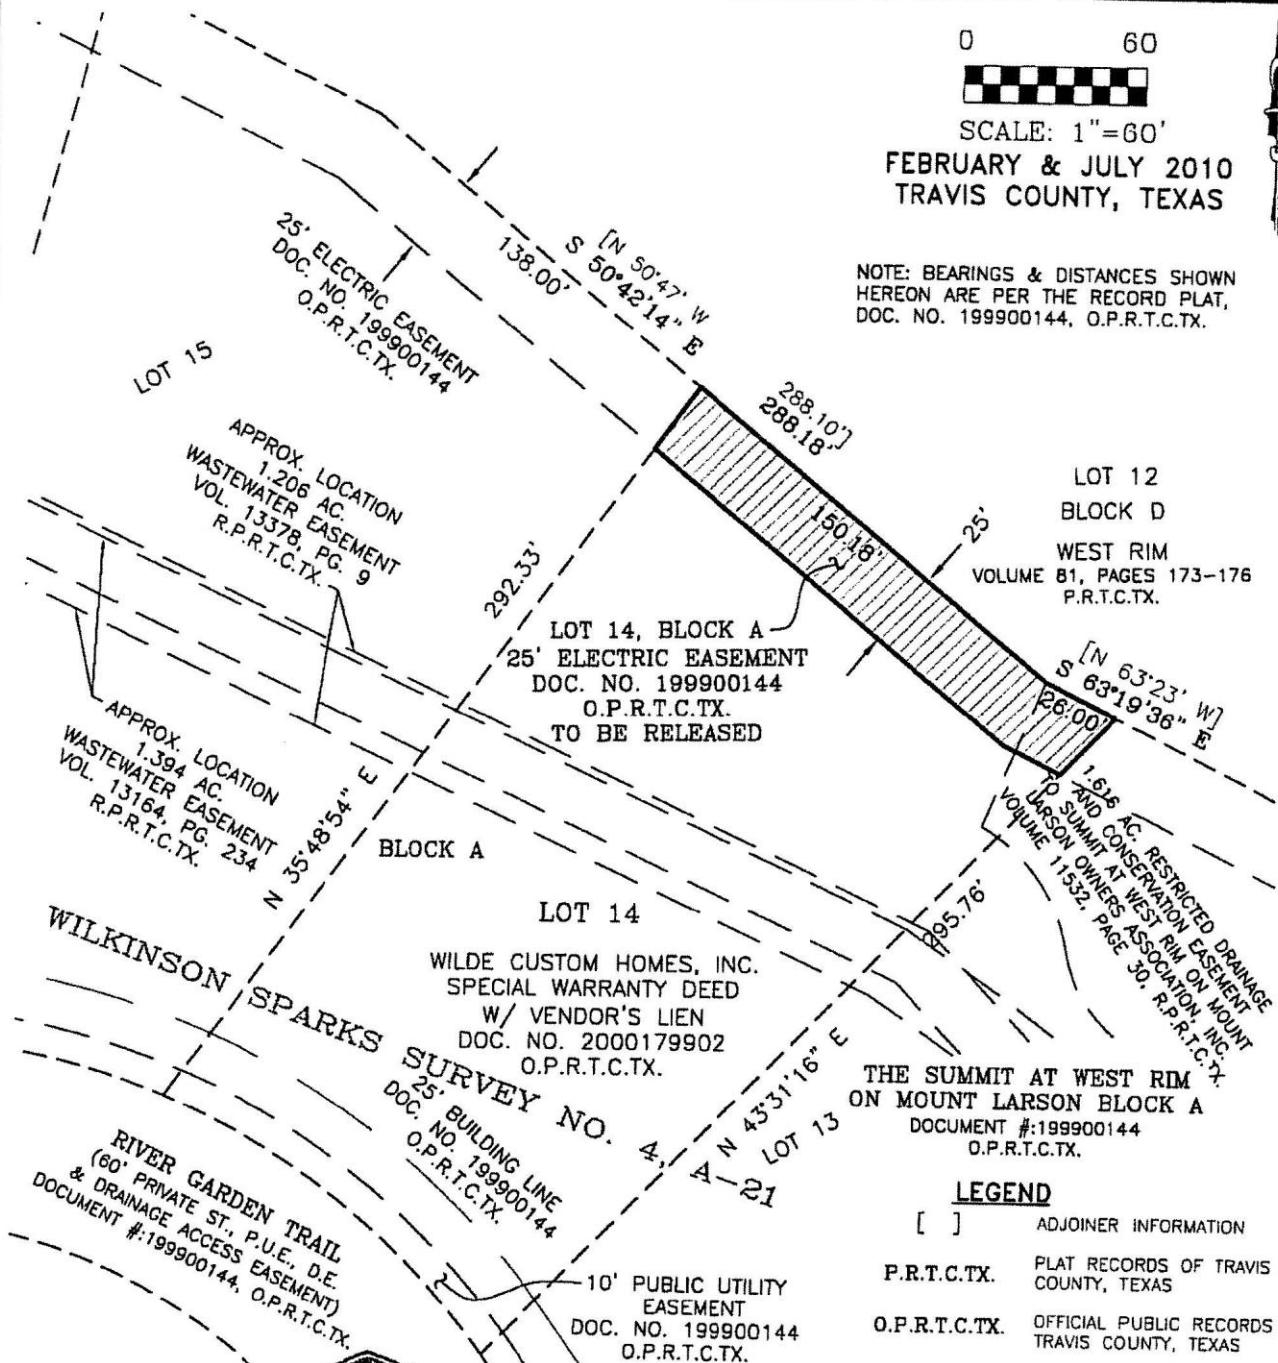 0 60
SCALE: 1"=60'
FEBRUARY & JULY 2010
TRAVIS COUNTY, TEXAS
NOTE: BEARINGS & DISTANCES SHOWN
HEREON ARE PER THE RECORD PLAT,
DOC. NO. 199900144, O.P.R.T.C.TX.
[N 50°47' W
S 50°42'14" E
138.00'
25' ELECTRIC EASEMENT
DOC. NO. 199900144
O.P.R.T.C.TX.
LOT 15
288.10']
288.18'
APPROX. LOCATION
1.206 AC.
WASTEWATER EASEMENT
VOL. 13378, PG. 9
R.P.R.T.C.TX.
LOT 12
BLOCK D
WEST RIM
VOLUME 81, PAGES 173-176
P.R.T.C.TX.
25'
150.18'
292.33'
LOT 14, BLOCK A
25' ELECTRIC EASEMENT
DOC. NO. 199900144
O.P.R.T.C.TX.
TO BE RELEASED
[N 63°23' W]
S 63°19'36" E
26.00'
APPROX. LOCATION
1.394 AC.
WASTEWATER EASEMENT
VOL. 13164, PG. 234
R.P.R.T.C.TX.
N 35°48'54" E
BLOCK A
1.616 AC. RESTRICTED DRAINAGE
AND CONSERVATION EASEMENT
TO SUMMIT AT WEST RIM ON MOUNT
LARSON OWNERS ASSOCIATION, INC.
VOLUME 11532, PAGE 30, R.P.R.T.C.TX.
295.76'
LOT 14
WILDE CUSTOM HOMES, INC.
SPECIAL WARRANTY DEED
W/ VENDOR'S LIEN
DOC. NO. 2000179902
O.P.R.T.C.TX.
WILKINSON SPARKS SURVEY NO. 4, A-21
N 43°31'16" E
LOT 13
THE SUMMIT AT WEST RIM
ON MOUNT LARSON BLOCK A
DOCUMENT #:199900144
O.P.R.T.C.TX.
25' BUILDING LINE
DOC. NO. 199900144
O.P.R.T.C.TX.
RIVER GARDEN TRAIL
(60' PRIVATE ST., P.U.E., D.E.
& DRAINAGE ACCESS EASEMENT)
DOCUMENT #:199900144, O.P.R.T.C.TX.
10' PUBLIC UTILITY
EASEMENT
DOC. NO. 199900144
O.P.R.T.C.TX.
LEGEND
[ ] ADJOINER INFORMATION
P.R.T.C.TX. PLAT RECORDS OF TRAVIS
COUNTY, TEXAS
O.P.R.T.C.TX. OFFICIAL PUBLIC RECORDS
TRAVIS COUNTY, TEXAS